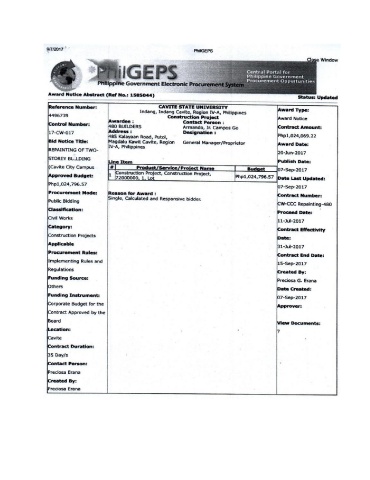 9/7/2017
PhilGEPS
Close Window
PhilGEPS
Central Portal for
Philippine Government
Procurement Opportunities
Philippine Government Electronic Procurement System
Award Notice Abstract (Ref No.: 1585044)
Status: Updated
Reference Number:
4486739
Control Number:
17-CW-017
Bid Notice Title:
REPAINTING OF TWO-
STOREY
(Cavite City Campus
Approved Budget:
Php1,024,796.57
Procurement Mode:
Public Bidding
Classification:
Civil Works
Category:
Construction Projects
Applicable
Procurement Rules:
Implementing Rules and
Regulations
Funding Source:
Others
Funding Instrument:
Corporate Budget for the
Contract Approved by the
Board
Location:
Cavite
Contract Duration:
35 Day/s
Contact Person:
Preciosa Erana
Created By:
Preciosa Erana
CAVITE STATE UNIVERSITY
Indang, Indang Cavite, Region IV-A, Philippines
Construction Project
Awardee :
480 BUILDERS
Address :
485 Kalayaan Road, Putol,
Magdalo Kawit Cavite, Region
IV-A, Philippines
Contact Person :
Armando, Jr Campos Go
Designation :
General Manager/Proprietor
Line Item
# Product/Service/Project Name Budget
1 Construction Project, Construction Project, Php1,024,796.57
72000000, 1, Lot
Reason for Award :
Single, Calculated and Responsive bidder.
Award Type:
Award Notice
Contract Amount:
Php1,024,069.22
Award Date:
20-Jun-2017
Publish Date:
07-Sep-2017
Date Last Updated:
07-Sep-2017
Contract Number:
CW-CCC Repainting-480
Proceed Date:
11-Jul-2017
Contract Effectivity
Date:
11-Jul-2017
Contract End Date:
15-Sep-2017
Created By:
Preciosa G. Erana
Date Created:
07-Sep-2017
Approver:
View Documents: